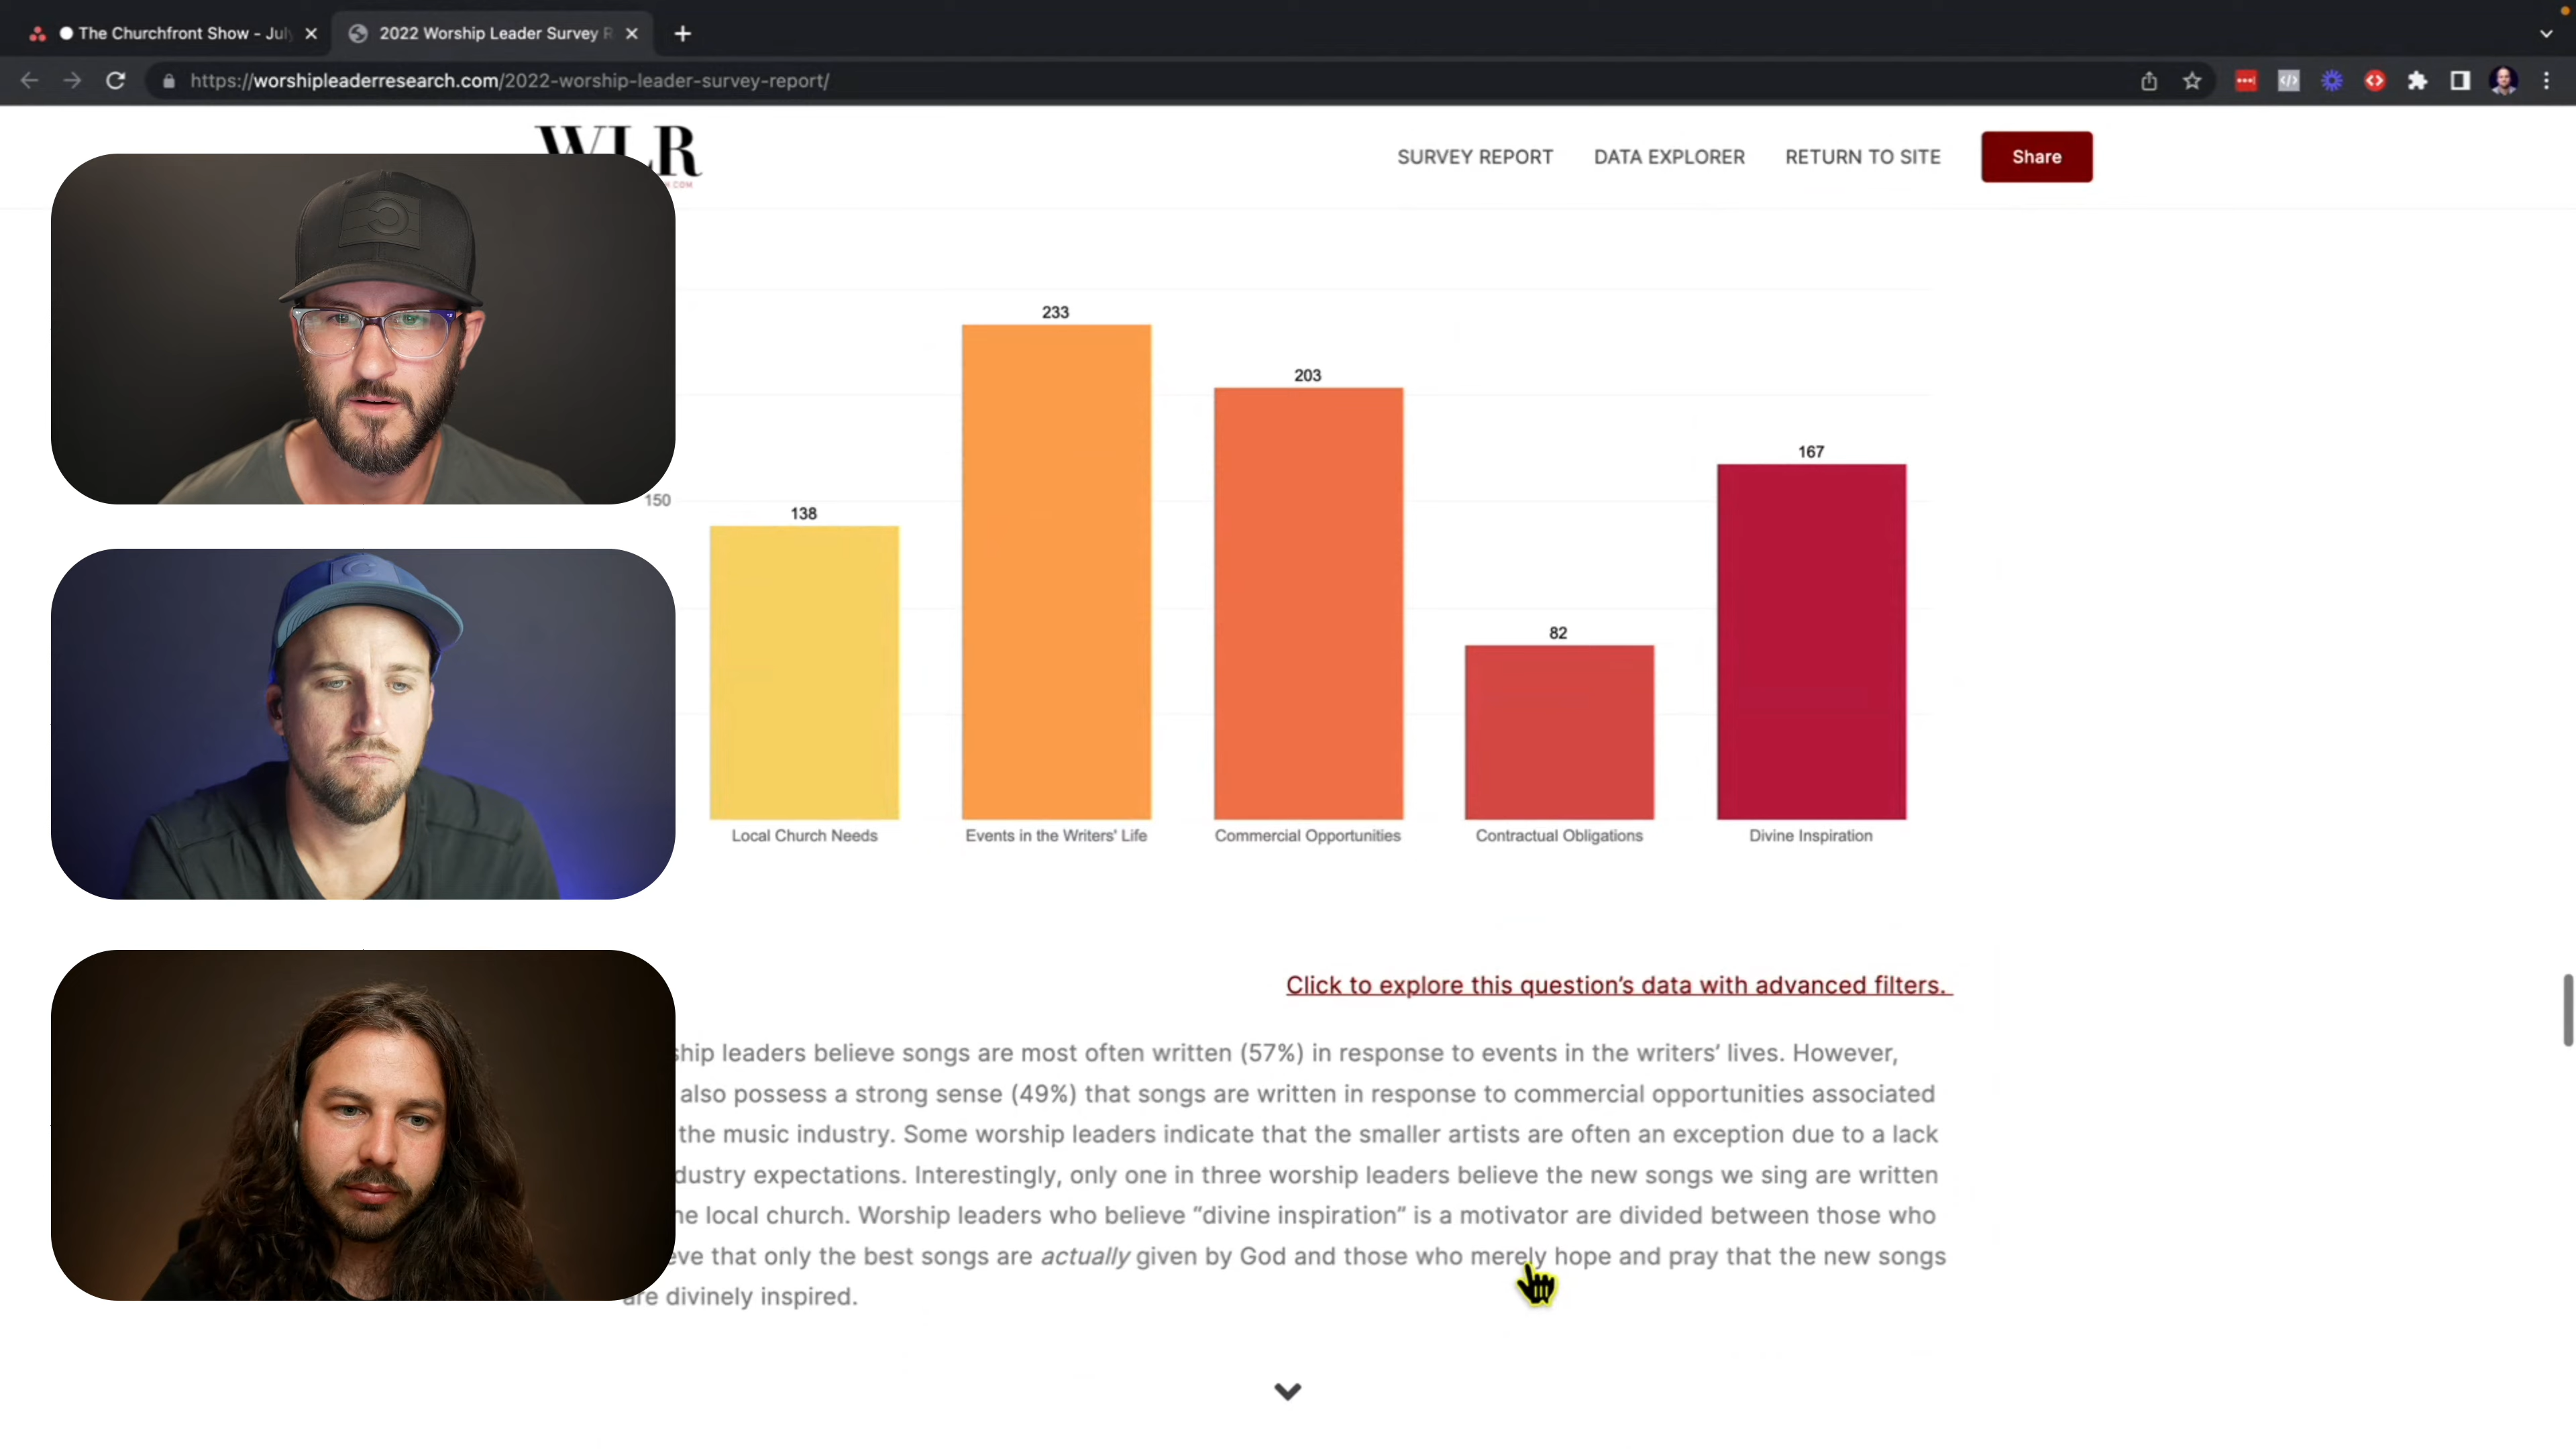 The Churchfront Show - July
2022 Worship Leader Survey R
https://worshipleaderresearch.com/2022-worship-leader-survey-report/
WLR
SURVEY REPORT
DATA EXPLORER
RETURN TO SITE
Share
233
203
167
150
138
82
Local Church Needs
Events in the Writers' Life
Commercial Opportunities
Contractual Obligations
Divine Inspiration
Click to explore this question's data with advanced filters.
ship leaders believe songs are most often written (57%) in response to events in the writers' lives. However,
also possess a strong sense (49%) that songs are written in response to commercial opportunities associated
the music industry. Some worship leaders indicate that the smaller artists are often an exception due to a lack
dustry expectations. Interestingly, only one in three worship leaders believe the new songs we sing are written
ne local church. Worship leaders who believe "divine inspiration" is a motivator are divided between those who
eve that only the best songs are actually given by God and those who merely hope and pray that the new songs
are divinely inspired.